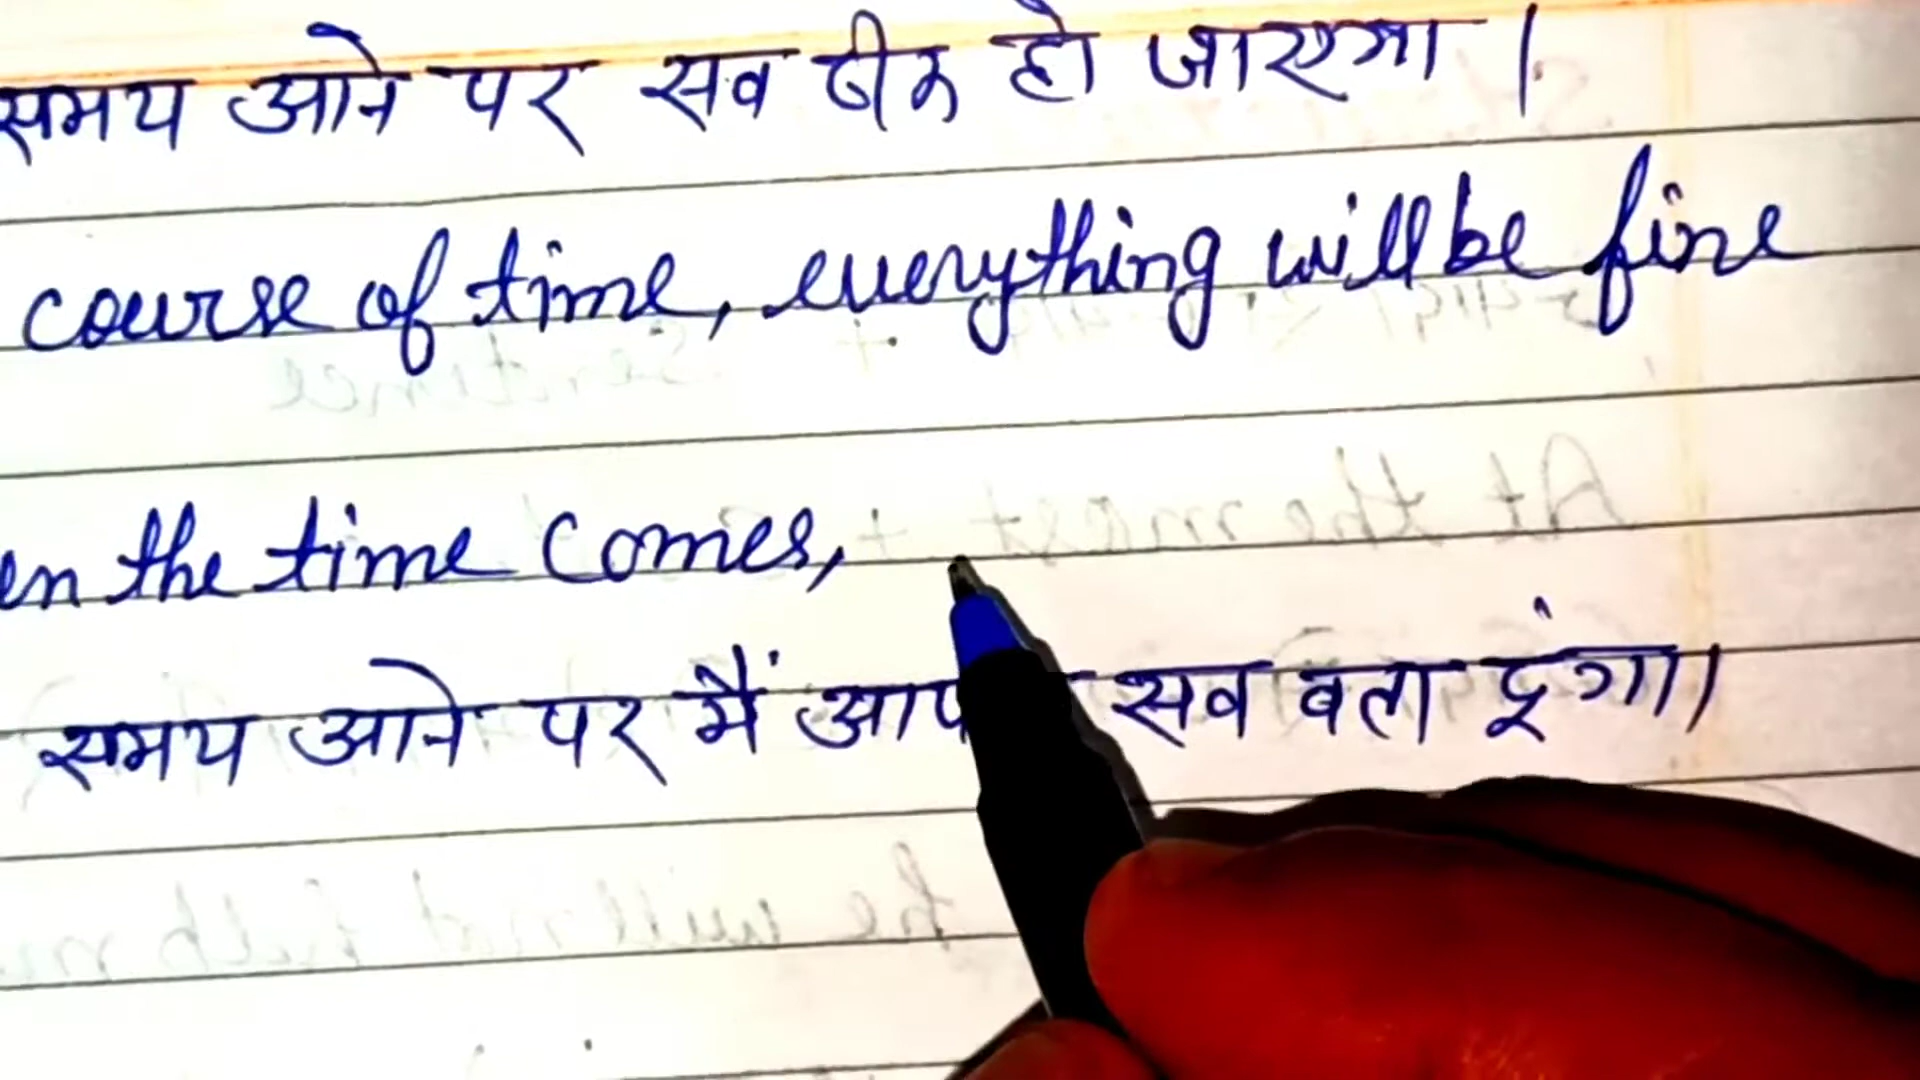 समय आने पर सब ठीक हो जाएगा।
course of time, everything will be fine
en the time comes,
समय आने पर मैं आप सब बता दूंगा।